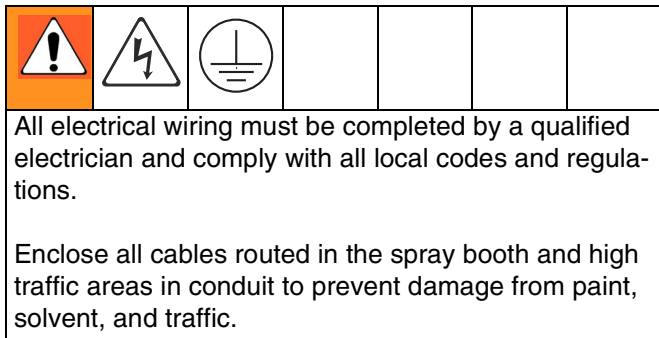 All electrical wiring must be completed by a qualified
electrician and comply with all local codes and regula-
tions.
Enclose all cables routed in the spray booth and high
traffic areas in conduit to prevent damage from paint,
solvent, and traffic.